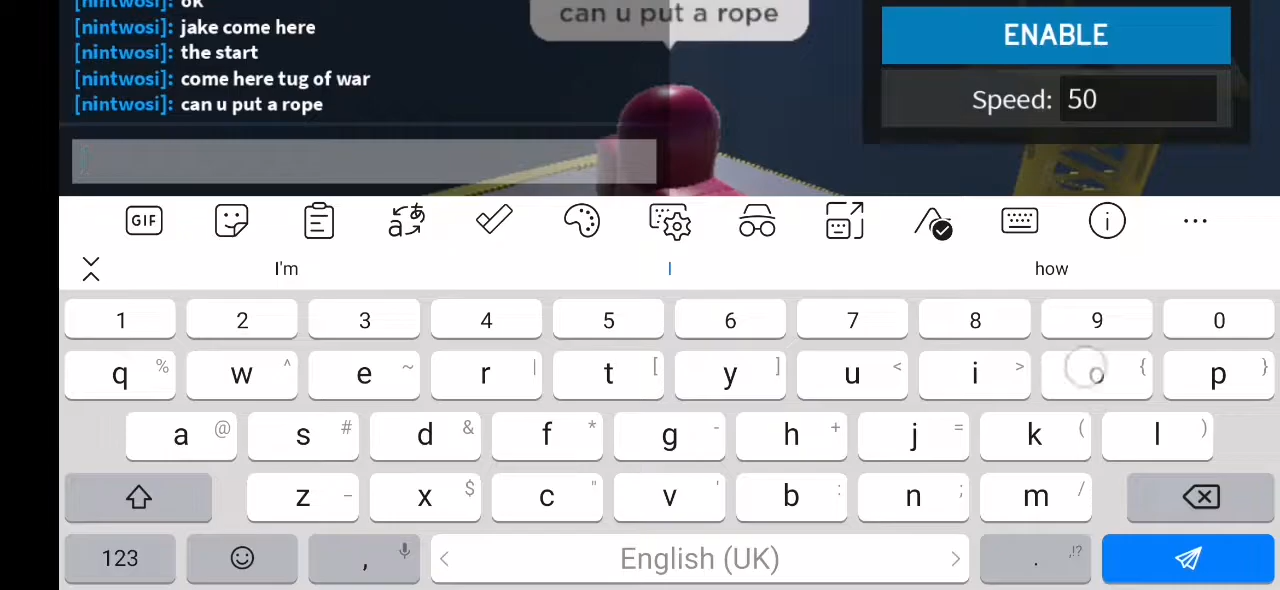 [nintwosi]: ok
[nintwosi]: jake come here
[nintwosi]: the start
[nintwosi]: come here tug of war
[nintwosi]: can u put a rope
can u put a rope
ENABLE
Speed: 50
GIF
I'm I how
1 2 3 4 5 6 7 8 9 0
q % w ^ e ~ r | t [ y ] u < i > o { p }
a @ s # d & f * g - h + j = k ( l )
z _ x $ c " v ' b : n ; m /
123 , < English (UK) > . ,!?